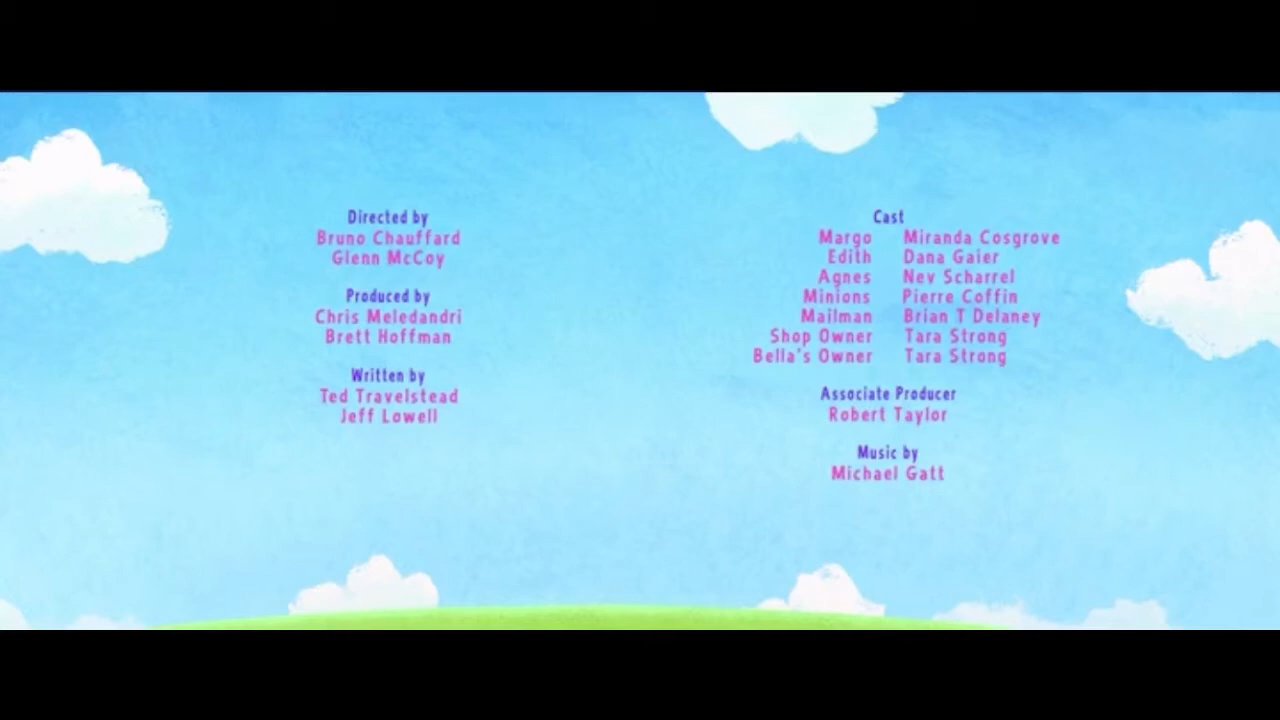 Directed by
Bruno Chauffard
Glenn McCoy
Produced by
Chris Meledandri
Brett Hoffman
Written by
Ted Travelstead
Jeff Lowell
Cast
Margo Miranda Cosgrove
Edith Dana Gaier
Agnes Nev Scharrel
Minions Pierre Coffin
Mailman Brian T Delaney
Shop Owner Tara Strong
Bella's Owner Tara Strong
Associate Producer
Robert Taylor
Music by
Michael Gatt